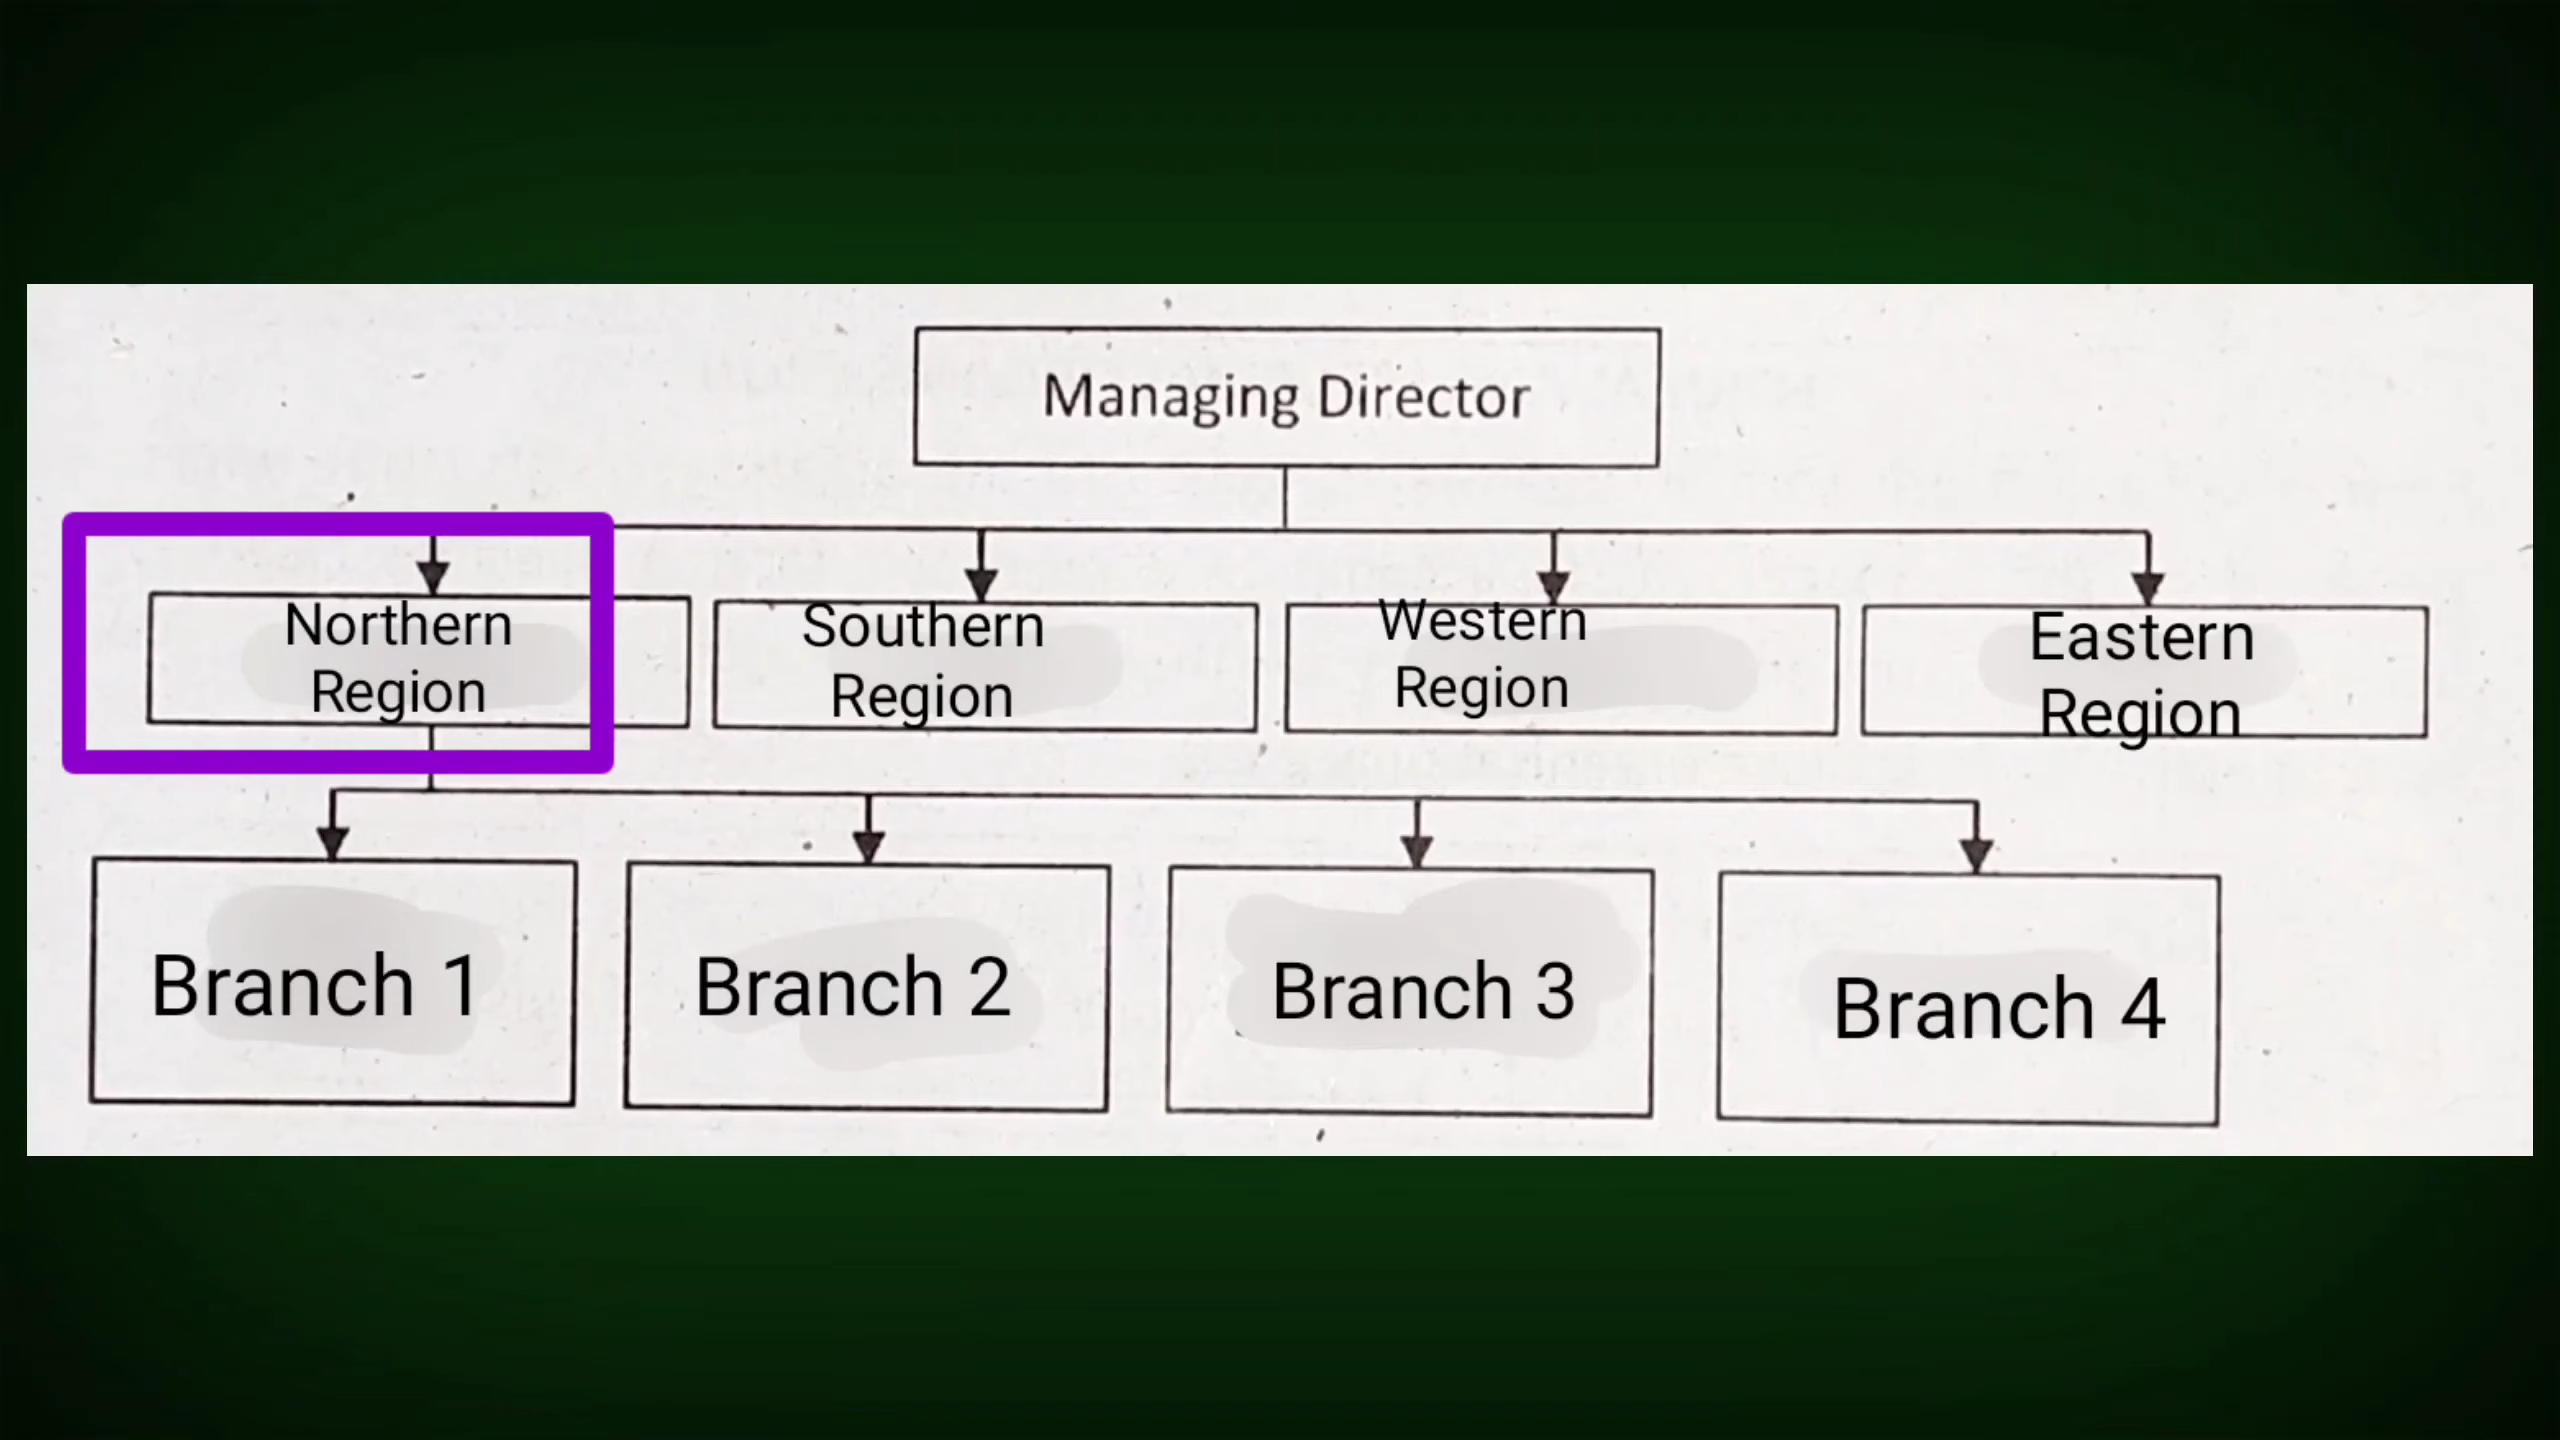 Managing Director
Northern
Region
Southern
Region
Western
Region
Eastern
Region
Branch 1
Branch 2
Branch 3
Branch 4